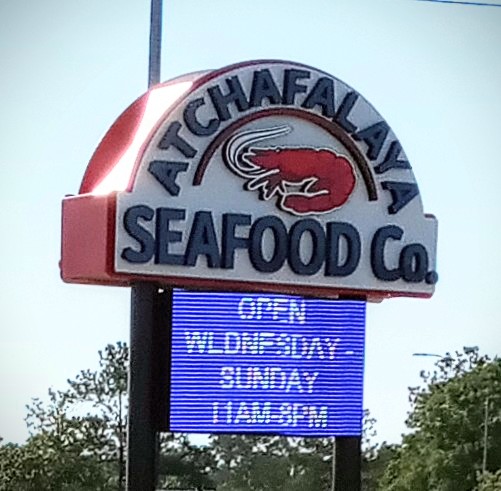 ATCHAFALAYA
SEAFOOD Co.
OPEN
WEDNESDAY-
SUNDAY
11AM-8PM